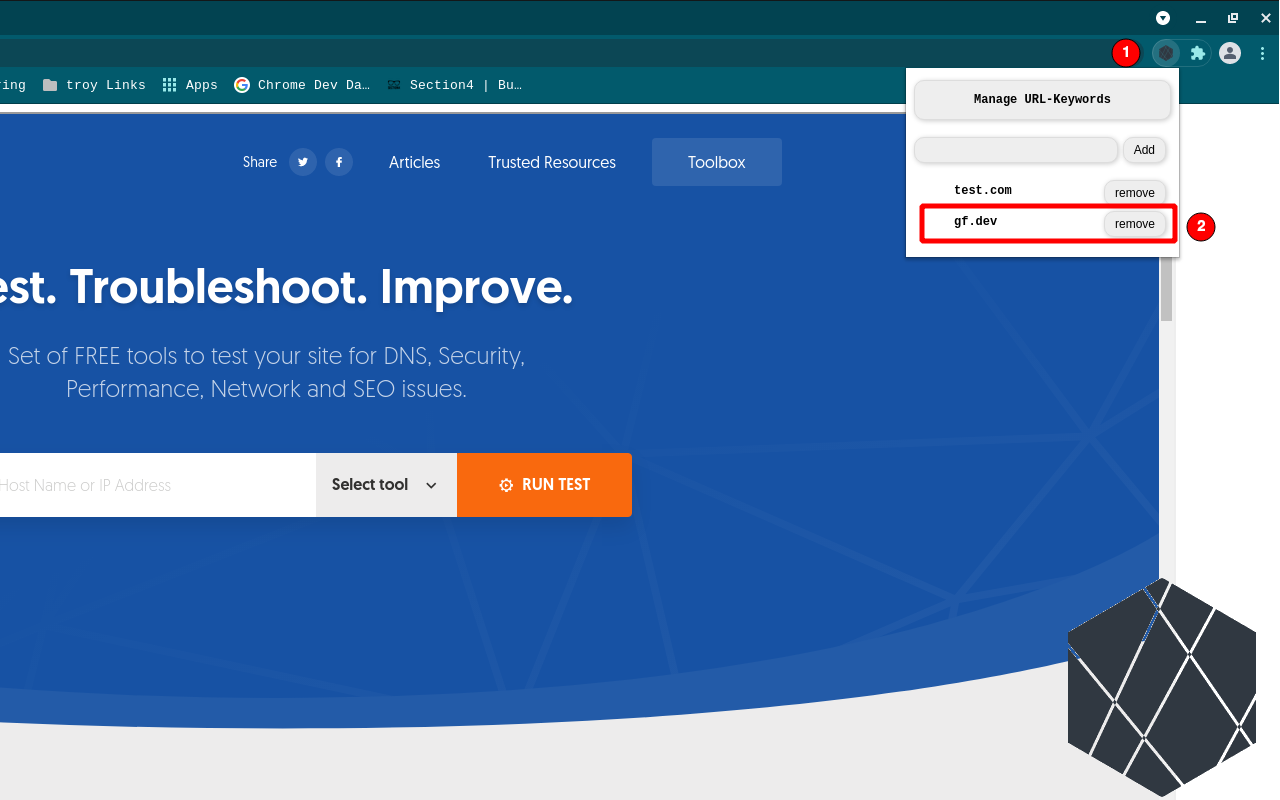 1
ring troy Links Apps Chrome Dev Da… Section4 | Bu…
Manage URL-Keywords
Add
test.com remove
gf.dev remove
2
Share Articles Trusted Resources Toolbox
est. Troubleshoot. Improve.
Set of FREE tools to test your site for DNS, Security,
Performance, Network and SEO issues.
Host Name or IP Address Select tool RUN TEST